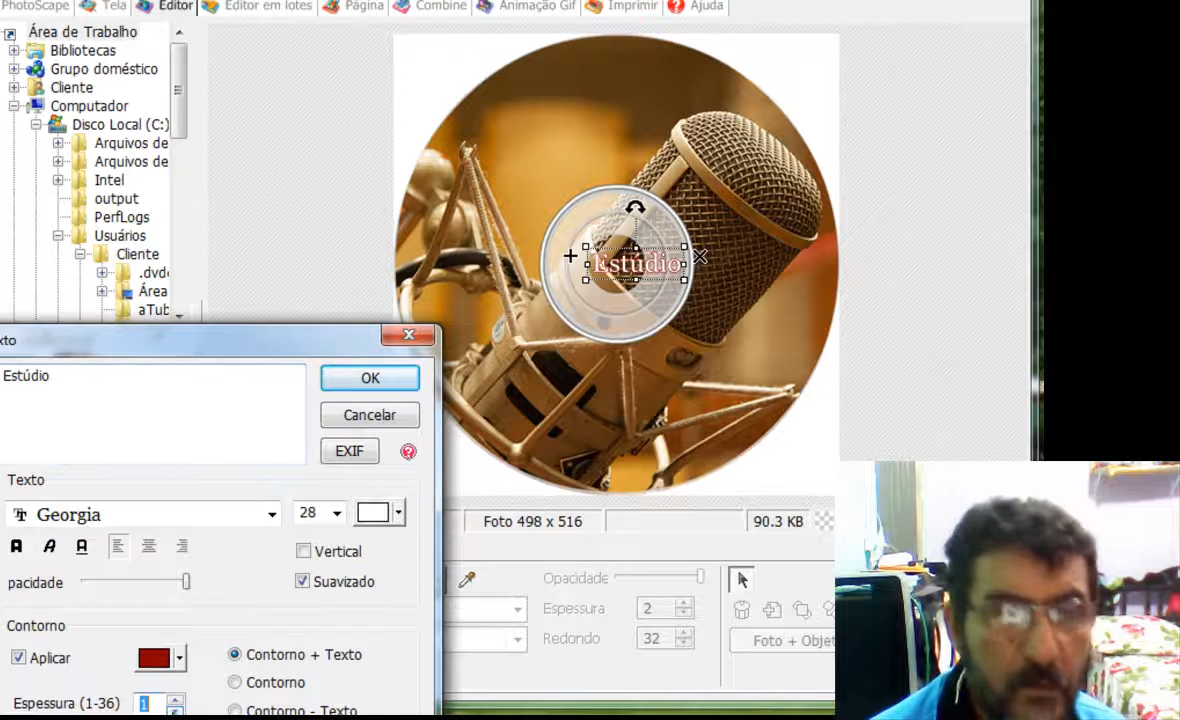 PhotoScape Tela Editor Editor em lotes Página Combine Animação Gif Imprimir Ajuda
Área de Trabalho
Bibliotecas
Grupo doméstico
Cliente
Computador
Disco Local (C:)
Arquivos de
Arquivos de
Intel
output
PerfLogs
Usuários
Cliente
.dvdc
Área
aTub
Estúdio
xto
Estúdio
OK
Cancelar
EXIF
Texto
Georgia
28
Vertical
pacidade
Suavizado
Contorno
Aplicar
Contorno + Texto
Contorno
Espessura (1-36)
1
Contorno - Texto
Foto 498 x 516
90.3 KB
Opacidade
Espessura
2
Redondo
32
Foto + Objet